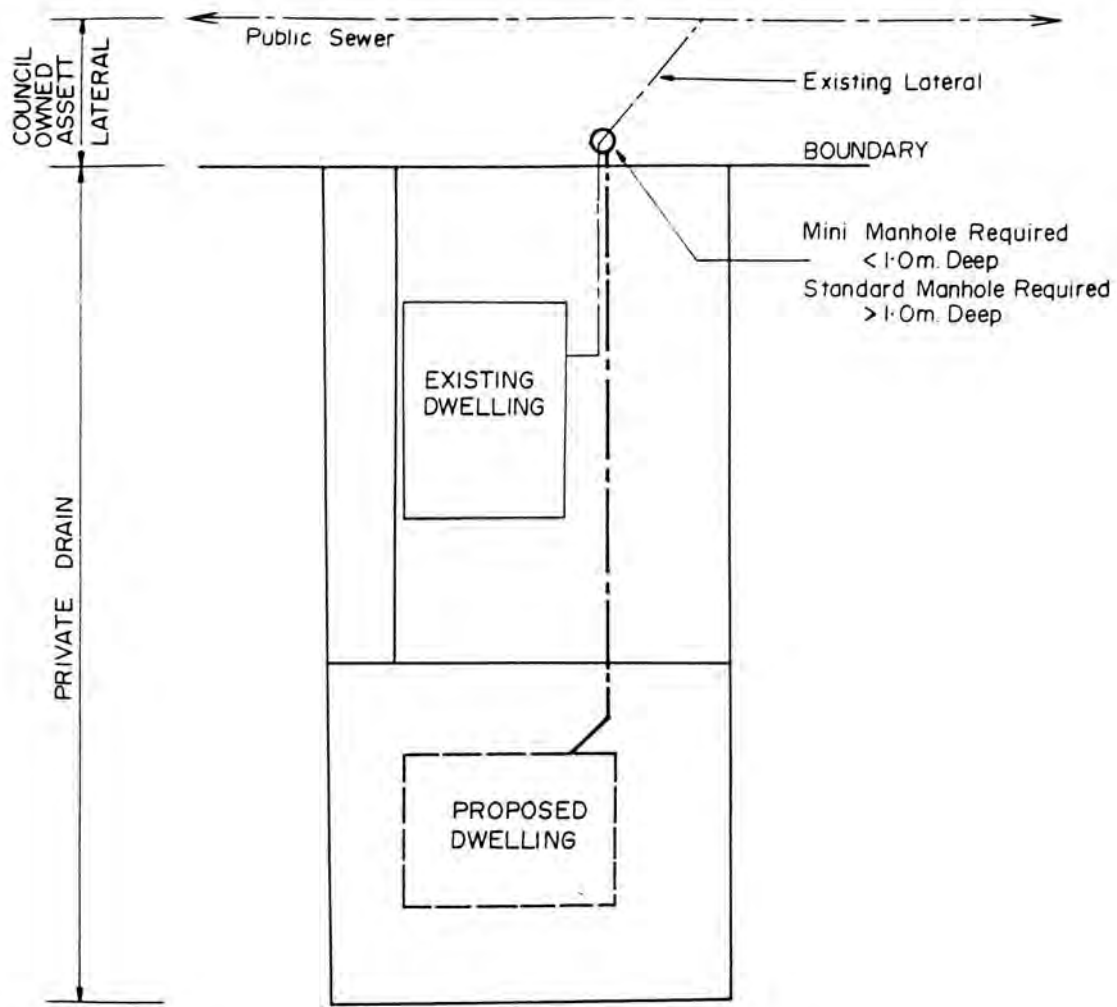 Public Sewer
COUNCIL
OWNED
ASSETT
LATERAL
Existing Lateral
BOUNDARY
Mini Manhole Required
<1·0m. Deep
Standard Manhole Required
>1·0m. Deep
EXISTING
DWELLING
PRIVATE DRAIN
PROPOSED
DWELLING